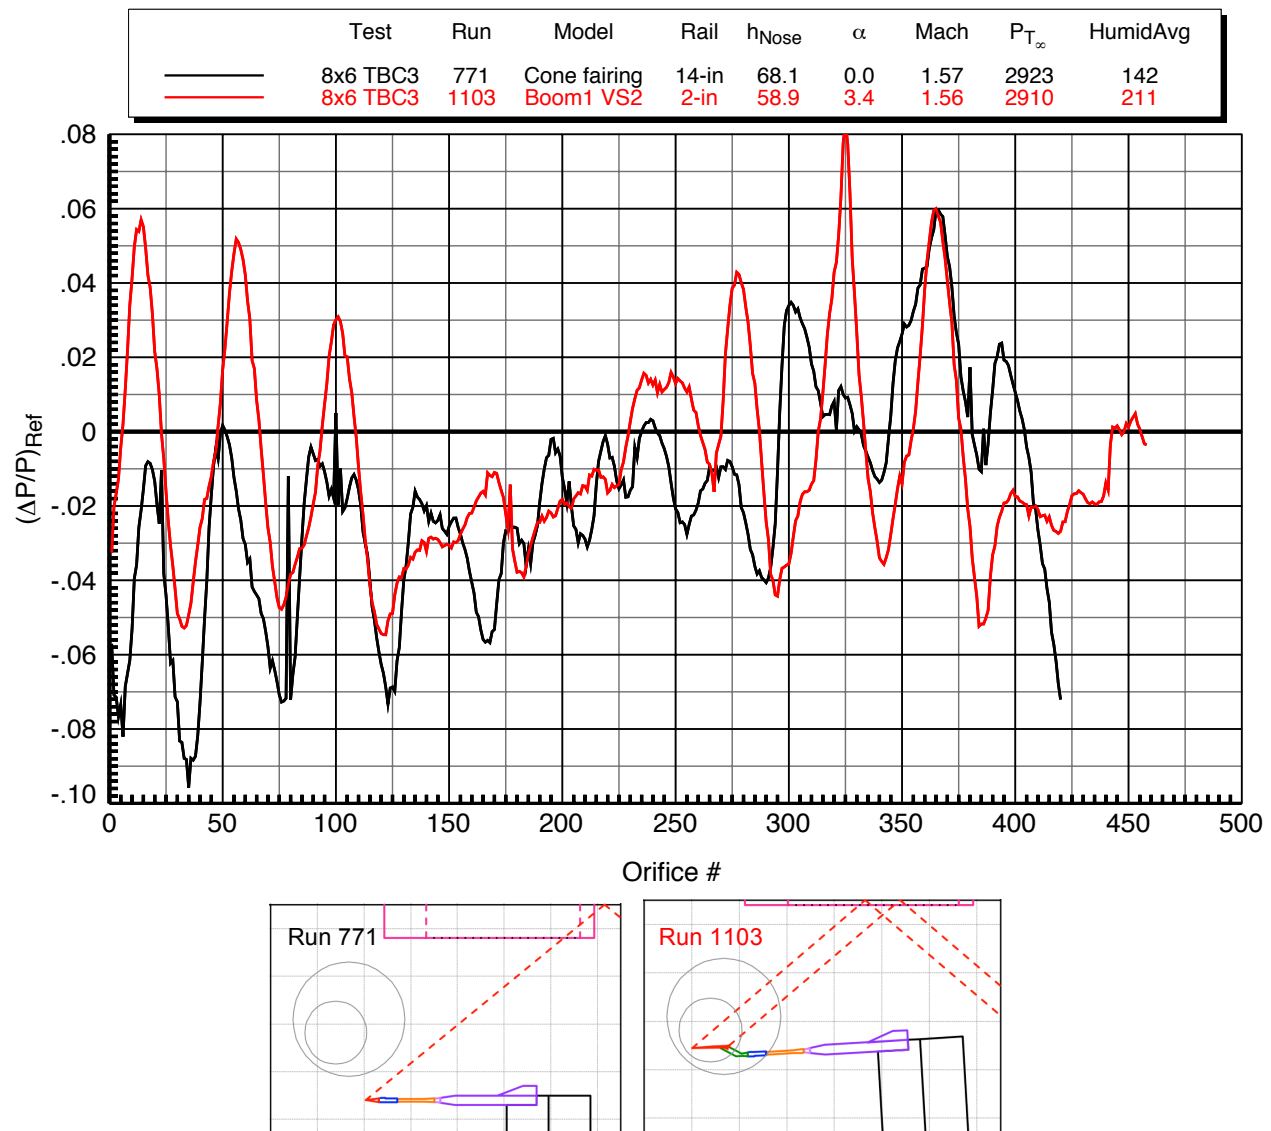 Test Run Model Rail hNose α Mach PT∞ HumidAvg
8x6 TBC3 771 Cone fairing 14-in 68.1 0.0 1.57 2923 142
8x6 TBC3 1103 Boom1 VS2 2-in 58.9 3.4 1.56 2910 211
.08
.06
.04
.02
0
-.02
-.04
-.06
-.08
-.10
(ΔP/P)Ref
0 50 100 150 200 250 300 350 400 450 500
Orifice #
Run 771
Run 1103